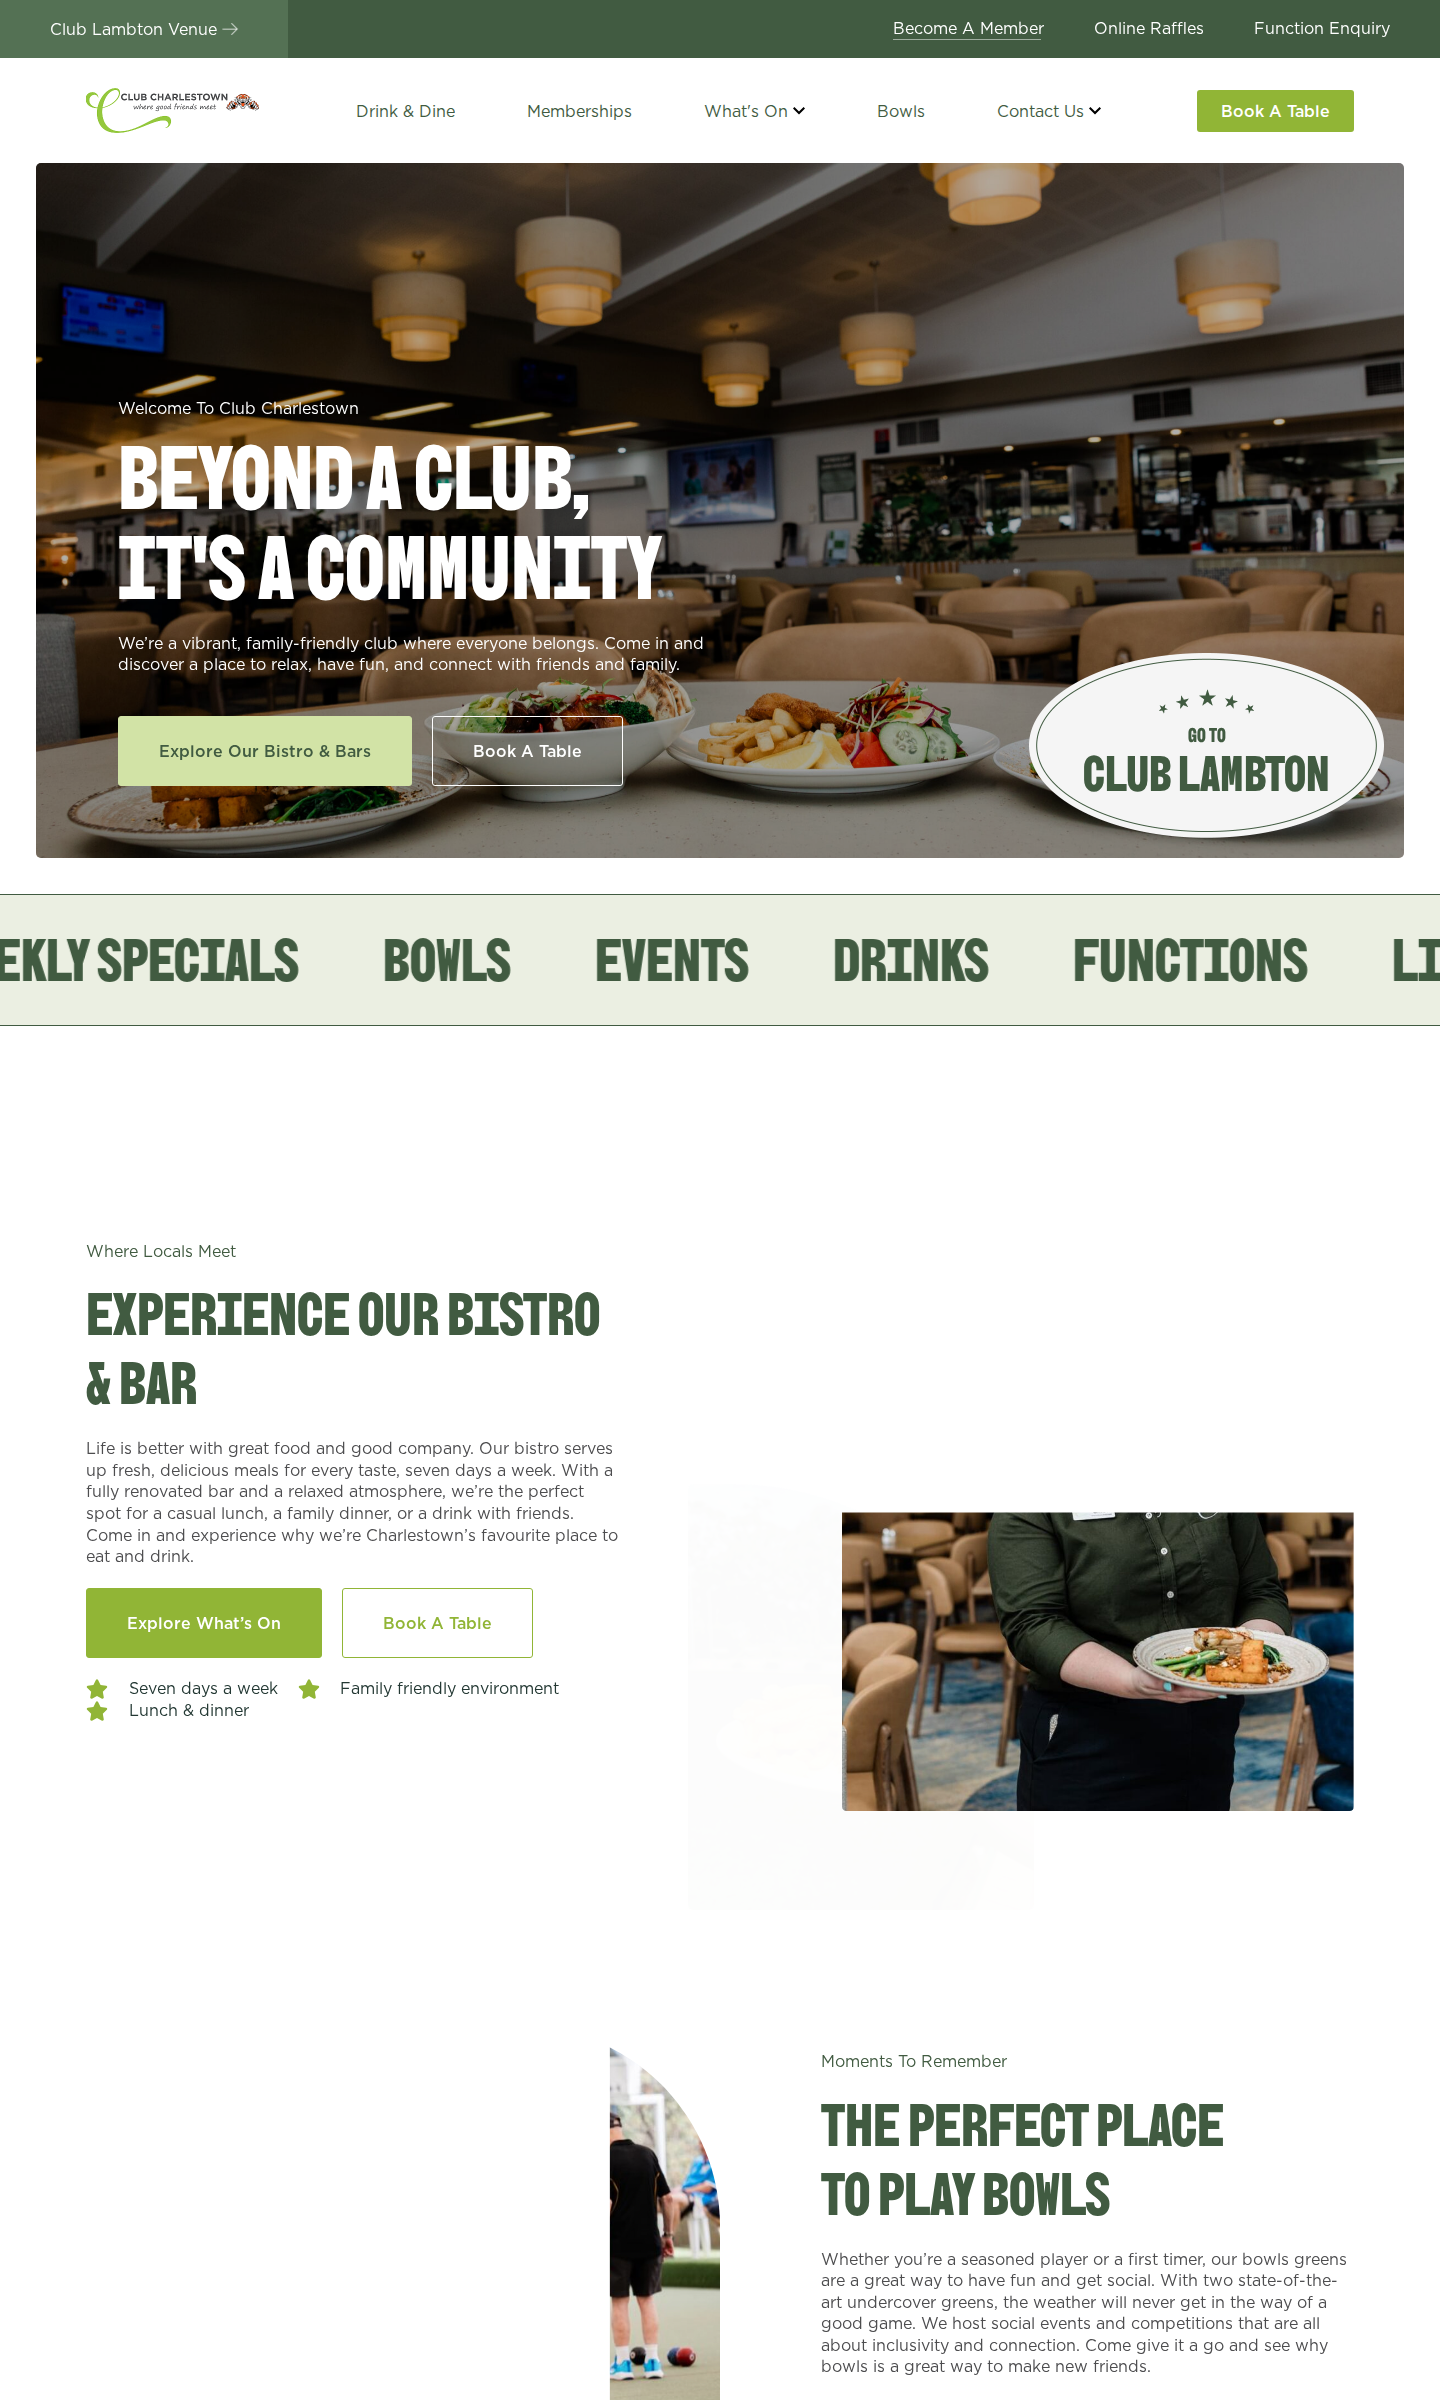 Club Lambton Venue
Become A Member
Online Raffles
Function Enquiry
CLUB CHARLESTOWN
where good friends meet
Drink & Dine
Memberships
What's On
Bowls
Contact Us
Book A Table
Welcome To Club Charlestown
BEYOND A CLUB,
IT'S A COMMUNITY
We’re a vibrant, family-friendly club where everyone belongs. Come in and
discover a place to relax, have fun, and connect with friends and family.
Explore Our Bistro & Bars
Book A Table
GO TO
CLUB LAMBTON
EKLY SPECIALS
BOWLS
EVENTS
DRINKS
FUNCTIONS
LI
Where Locals Meet
EXPERIENCE OUR BISTRO
& BAR
Life is better with great food and good company. Our bistro serves
up fresh, delicious meals for every taste, seven days a week. With a
fully renovated bar and a relaxed atmosphere, we’re the perfect
spot for a casual lunch, a family dinner, or a drink with friends.
Come in and experience why we’re Charlestown’s favourite place to
eat and drink.
Explore What’s On
Book A Table
Seven days a week
Family friendly environment
Lunch & dinner
Moments To Remember
THE PERFECT PLACE
TO PLAY BOWLS
Whether you’re a seasoned player or a first timer, our bowls greens
are a great way to have fun and get social. With two state-of-the-
art undercover greens, the weather will never get in the way of a
good game. We host social events and competitions that are all
about inclusivity and connection. Come give it a go and see why
bowls is a great way to make new friends.